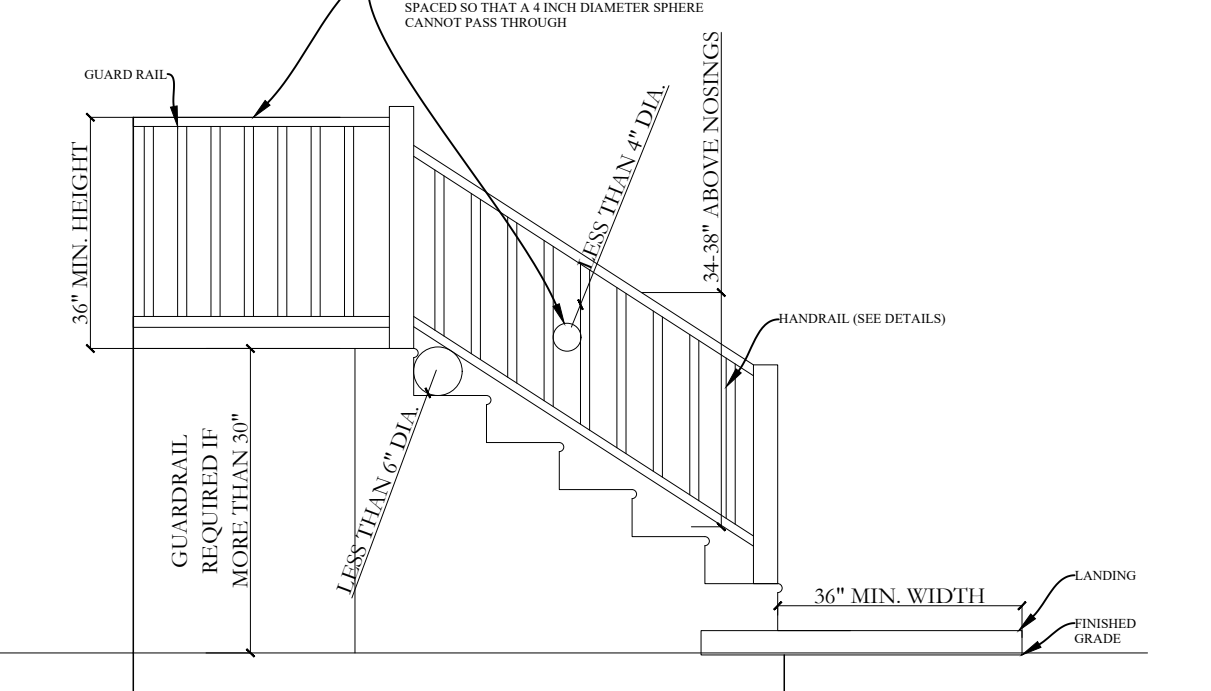 SPACED SO THAT A 4 INCH DIAMETER SPHERE
CANNOT PASS THROUGH
GUARD RAIL
36" MIN. HEIGHT
LESS THAN 4" DIA.
34-38" ABOVE NOSINGS
HANDRAIL (SEE DETAILS)
GUARDRAIL
REQUIRED IF
MORE THAN 30"
LESS THAN 6" DIA.
36" MIN. WIDTH
LANDING
FINISHED
GRADE